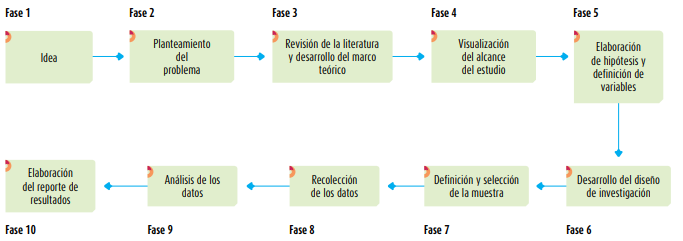 Fase 1
Fase 2
Fase 3
Fase 4
Fase 5
Idea
Planteamiento
del
problema
Revisión de la literatura
y desarrollo del marco
teórico
Visualización
del alcance
del estudio
Elaboración
de hipótesis y
definición de
variables
Elaboración
del reporte de
resultados
Análisis de los
datos
Recolección
de los datos
Definición y selección
de la muestra
Desarrollo del diseño
de investigación
Fase 10
Fase 9
Fase 8
Fase 7
Fase 6